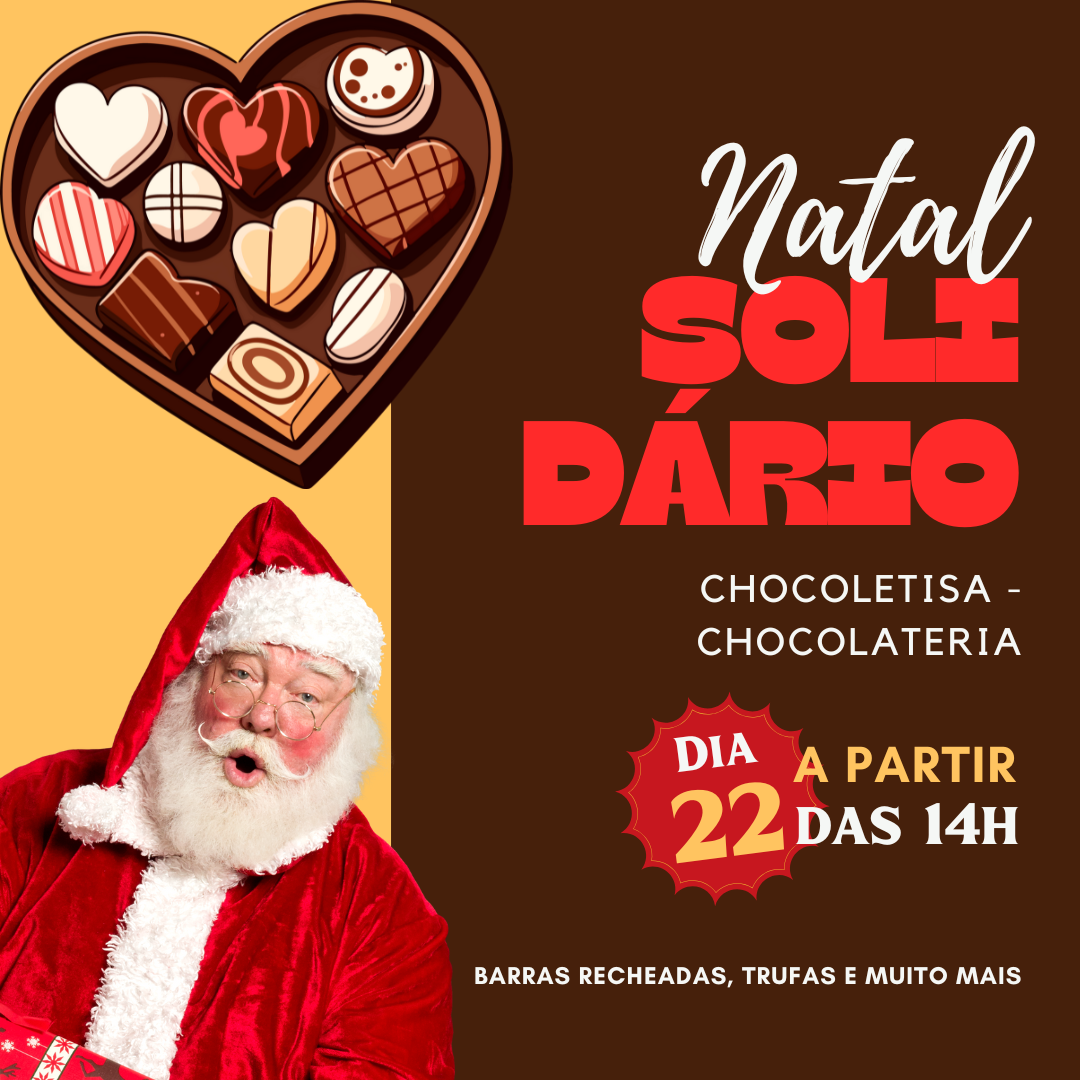 Natal
SOLI
DÁRIO
CHOCOLETISA -
CHOCOLATERIA
DIA
22
A PARTIR
DAS 14H
BARRAS RECHEADAS, TRUFAS E MUITO MAIS